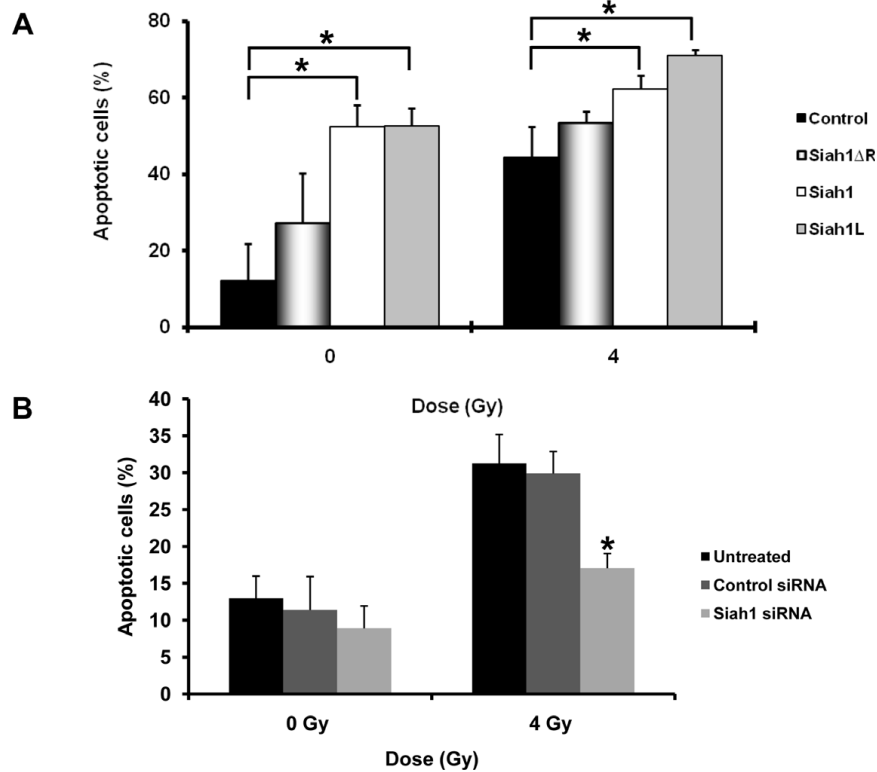 A
Apoptotic cells (%)
80
60
40
20
0
*
*
*
*
0
4
Dose (Gy)
Control
Siah1ΔR
Siah1
Siah1L
B
Apoptotic cells (%)
40
35
30
25
20
15
10
5
0
*
0 Gy
4 Gy
Dose (Gy)
Untreated
Control siRNA
Siah1 siRNA